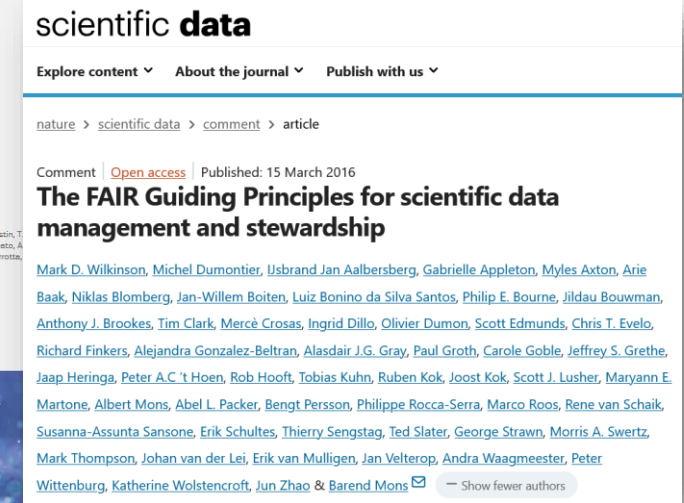 scientific data
Explore content About the journal Publish with us
nature > scientific data > comment > article
Comment Open access Published: 15 March 2016
The FAIR Guiding Principles for scientific data
management and stewardship
Mark D. Wilkinson, Michel Dumontier, IJsbrand Jan Aalbersberg, Gabrielle Appleton, Myles Axton, Arie
Baak, Niklas Blomberg, Jan-Willem Boiten, Luiz Bonino da Silva Santos, Philip E. Bourne, Jildau Bouwman,
Anthony J. Brookes, Tim Clark, Mercè Crosas, Ingrid Dillo, Olivier Dumon, Scott Edmunds, Chris T. Evelo,
Richard Finkers, Alejandra Gonzalez-Beltran, Alasdair J.G. Gray, Paul Groth, Carole Goble, Jeffrey S. Grethe,
Jaap Heringa, Peter A.C 't Hoen, Rob Hooft, Tobias Kuhn, Ruben Kok, Joost Kok, Scott J. Lusher, Maryann E.
Martone, Albert Mons, Abel L. Packer, Bengt Persson, Philippe Rocca-Serra, Marco Roos, Rene van Schaik,
Susanna-Assunta Sansone, Erik Schultes, Thierry Sengstag, Ted Slater, George Strawn, Morris A. Swertz,
Mark Thompson, Johan van der Lei, Erik van Mulligen, Jan Velterop, Andra Waagmeester, Peter
Wittenburg, Katherine Wolstencroft, Jun Zhao & Barend Mons — Show fewer authors